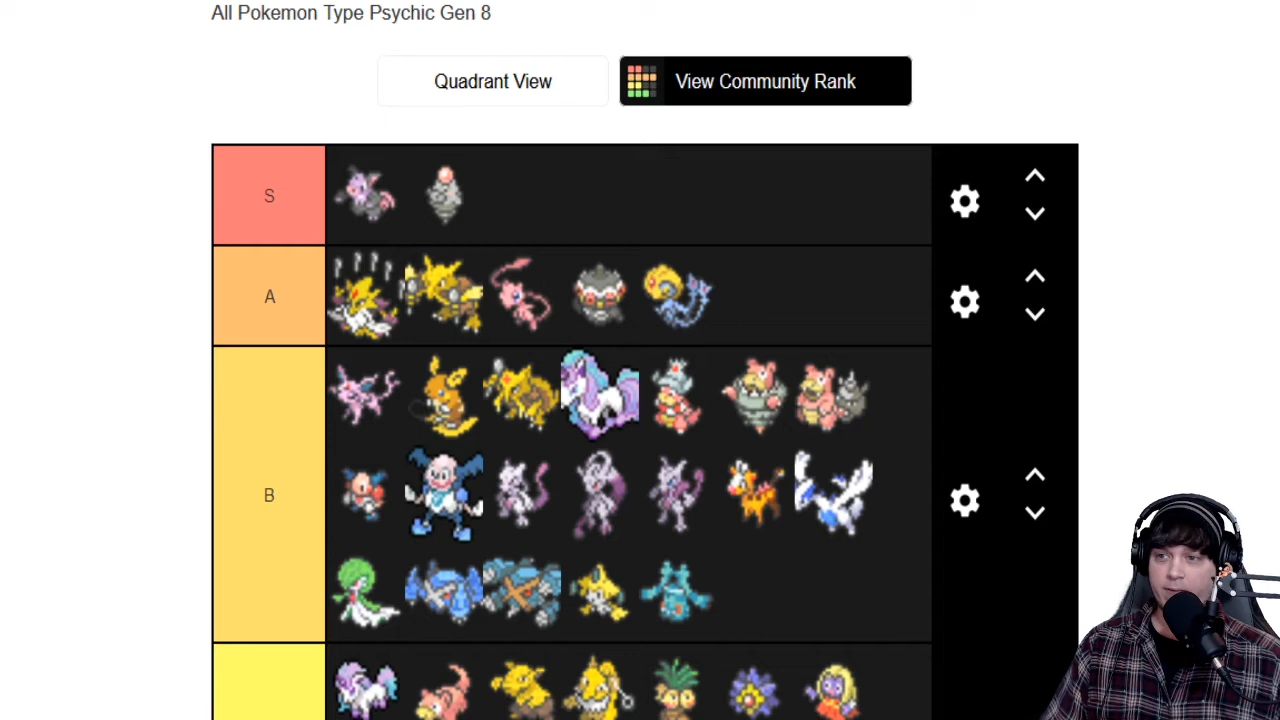 All Pokemon Type Psychic Gen 8
Quadrant View
View Community Rank
S
A
B